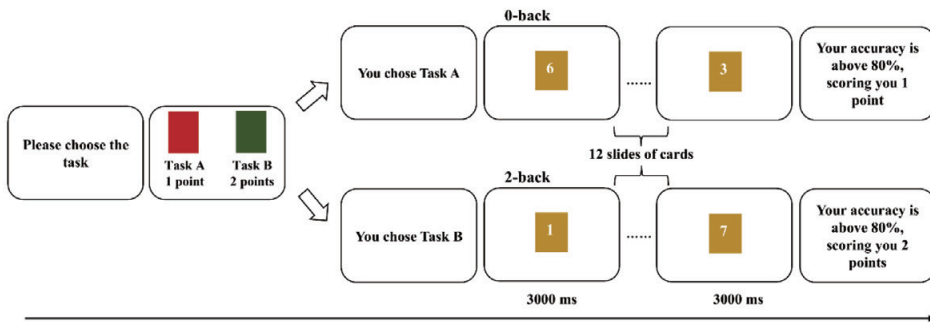 Please choose the
task
Task A
1 point
Task B
2 points
0-back
You chose Task A
6
......
3
Your accuracy is
above 80%,
scoring you 1
point
12 slides of cards
2-back
You chose Task B
1
......
7
Your accuracy is
above 80%,
scoring you 2
points
3000 ms
3000 ms